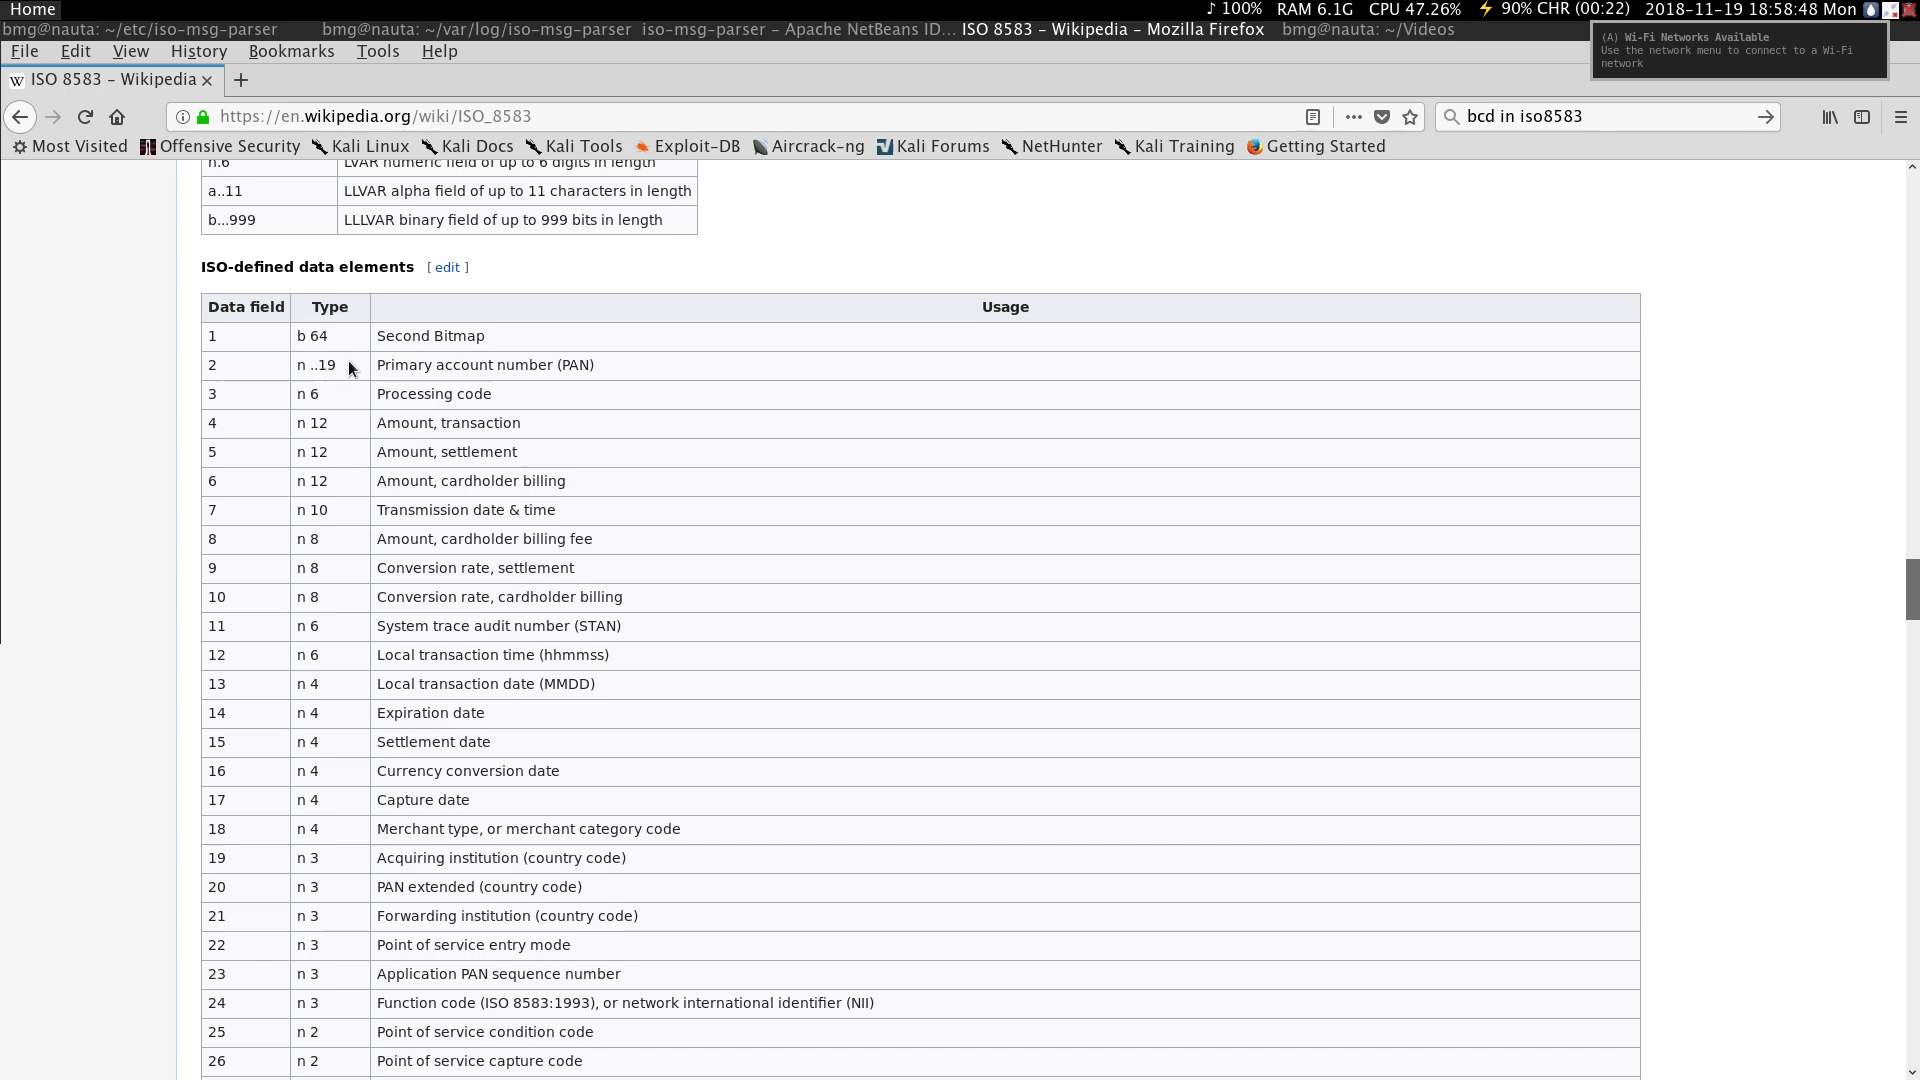 Home
♪ 100% RAM 6.1G CPU 47.26% ⚡ 90% CHR (00:22) 2018-11-19 18:58:48 Mon
bmg@nauta: ~/etc/iso-msg-parser bmg@nauta: ~/var/log/iso-msg-parser iso-msg-parser – Apache NetBeans ID... ISO 8583 – Wikipedia – Mozilla Firefox bmg@nauta: ~/Videos
(A) Wi-Fi Networks Available
Use the network menu to connect to a Wi-Fi
network
File Edit View History Bookmarks Tools Help
W ISO 8583 – Wikipedia × +
https://en.wikipedia.org/wiki/ISO_8583 bcd in iso8583
Most Visited Offensive Security Kali Linux Kali Docs Kali Tools Exploit-DB Aircrack-ng Kali Forums NetHunter Kali Training Getting Started
n.6 LVAR numeric field of up to 6 digits in length
a..11 LLVAR alpha field of up to 11 characters in length
b...999 LLLVAR binary field of up to 999 bits in length
ISO-defined data elements [ edit ]
Data field Type Usage
1 b 64 Second Bitmap
2 n ..19 Primary account number (PAN)
3 n 6 Processing code
4 n 12 Amount, transaction
5 n 12 Amount, settlement
6 n 12 Amount, cardholder billing
7 n 10 Transmission date & time
8 n 8 Amount, cardholder billing fee
9 n 8 Conversion rate, settlement
10 n 8 Conversion rate, cardholder billing
11 n 6 System trace audit number (STAN)
12 n 6 Local transaction time (hhmmss)
13 n 4 Local transaction date (MMDD)
14 n 4 Expiration date
15 n 4 Settlement date
16 n 4 Currency conversion date
17 n 4 Capture date
18 n 4 Merchant type, or merchant category code
19 n 3 Acquiring institution (country code)
20 n 3 PAN extended (country code)
21 n 3 Forwarding institution (country code)
22 n 3 Point of service entry mode
23 n 3 Application PAN sequence number
24 n 3 Function code (ISO 8583:1993), or network international identifier (NII)
25 n 2 Point of service condition code
26 n 2 Point of service capture code